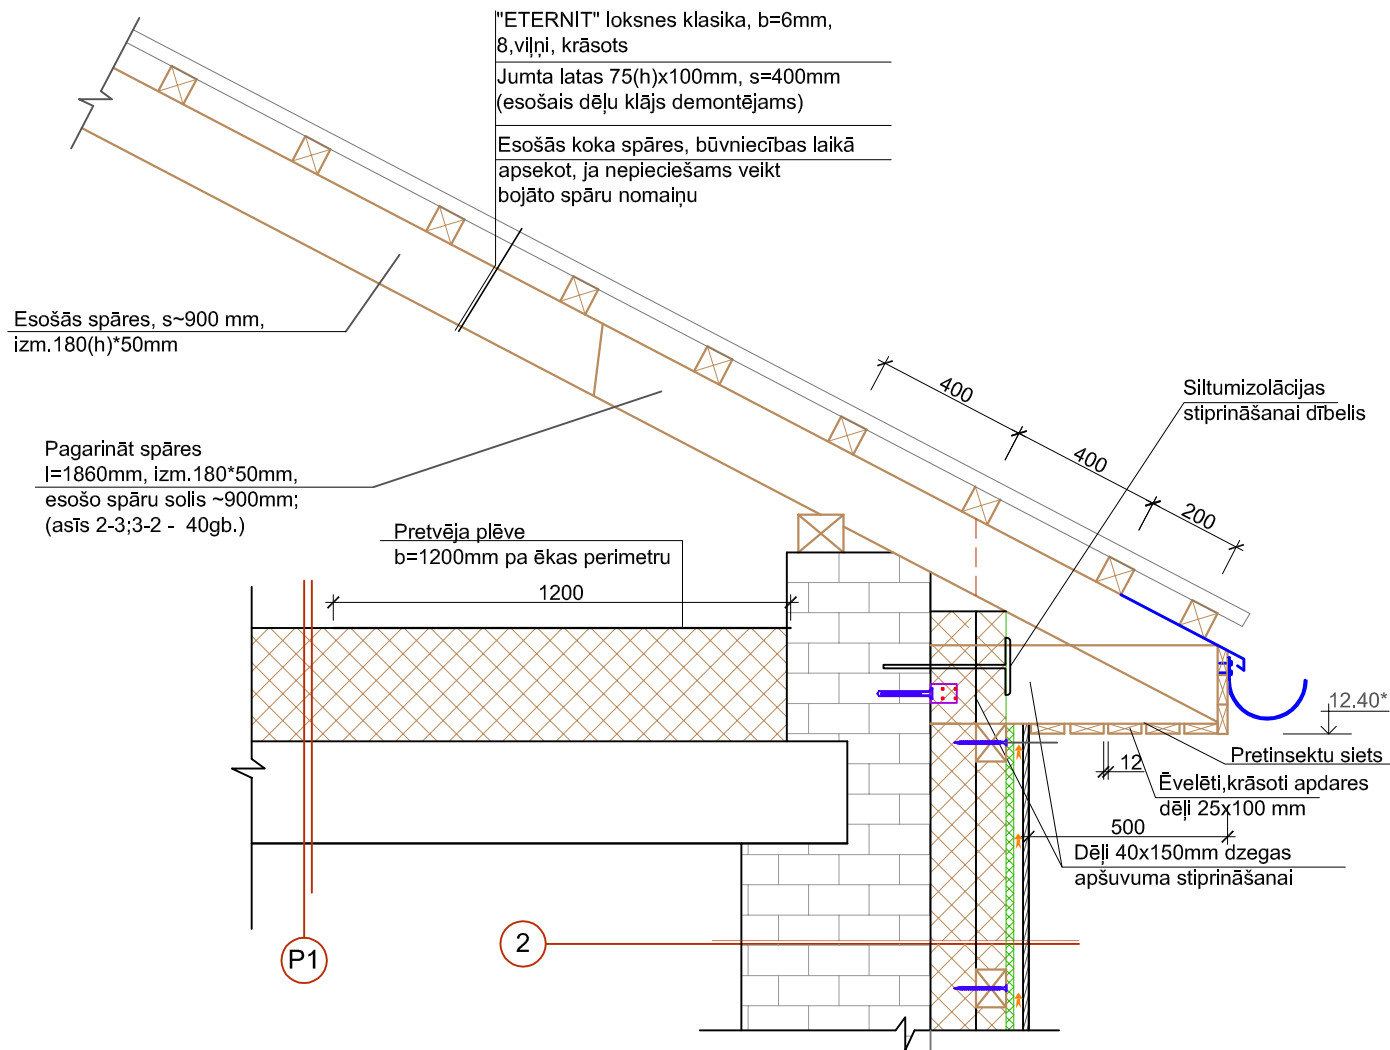 "ETERNIT" loksnes klasika, b=6mm,
8,viļņi, krāsots
Jumta latas 75(h)x100mm, s=400mm
(esošais dēļu klājs demontējams)
Esošās koka spāres, būvniecības laikā
apsekot, ja nepieciešams veikt
bojāto spāru nomaiņu
Esošās spāres, s~900 mm,
izm.180(h)*50mm
400
400
200
Siltumizolācijas
stiprināšanai dībelis
Pagarināt spāres
l=1860mm, izm.180*50mm,
esošo spāru solis ~900mm;
(asīs 2-3;3-2 - 40gb.)
Pretvēja plēve
b=1200mm pa ēkas perimetru
1200
12.40*
Pretinsektu siets
12
Ēvelēti,krāsoti apdares
dēļi 25x100 mm
500
Dēļi 40x150mm dzegas
apšuvuma stiprināšanai
P1
2